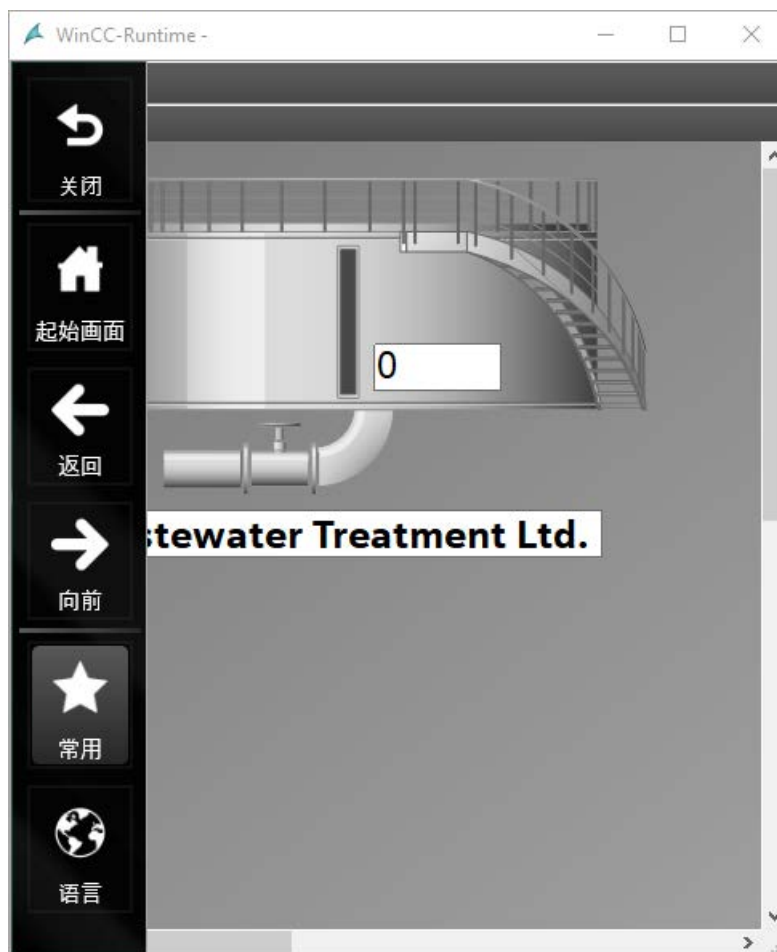 WinCC-Runtime -
关闭
起始画面
0
返回
stewater Treatment Ltd.
向前
常用
语言